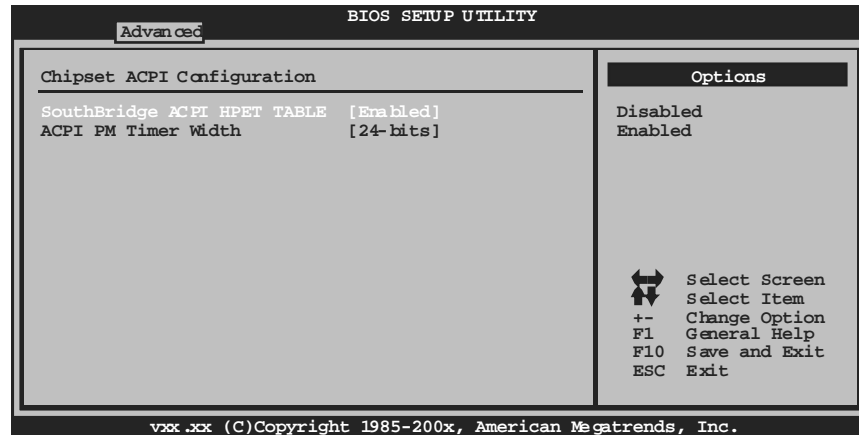 BIOS SETUP UTILITY
Advanced
Chipset ACPI Configuration
SouthBridge ACPI HPET TABLE [Enabled]
ACPI PM Timer Width [24-bits]
Options
Disabled
Enabled
Select Screen
Select Item
+- Change Option
F1 General Help
F10 Save and Exit
ESC Exit
vxx.xx (C)Copyright 1985-200x, American Megatrends, Inc.